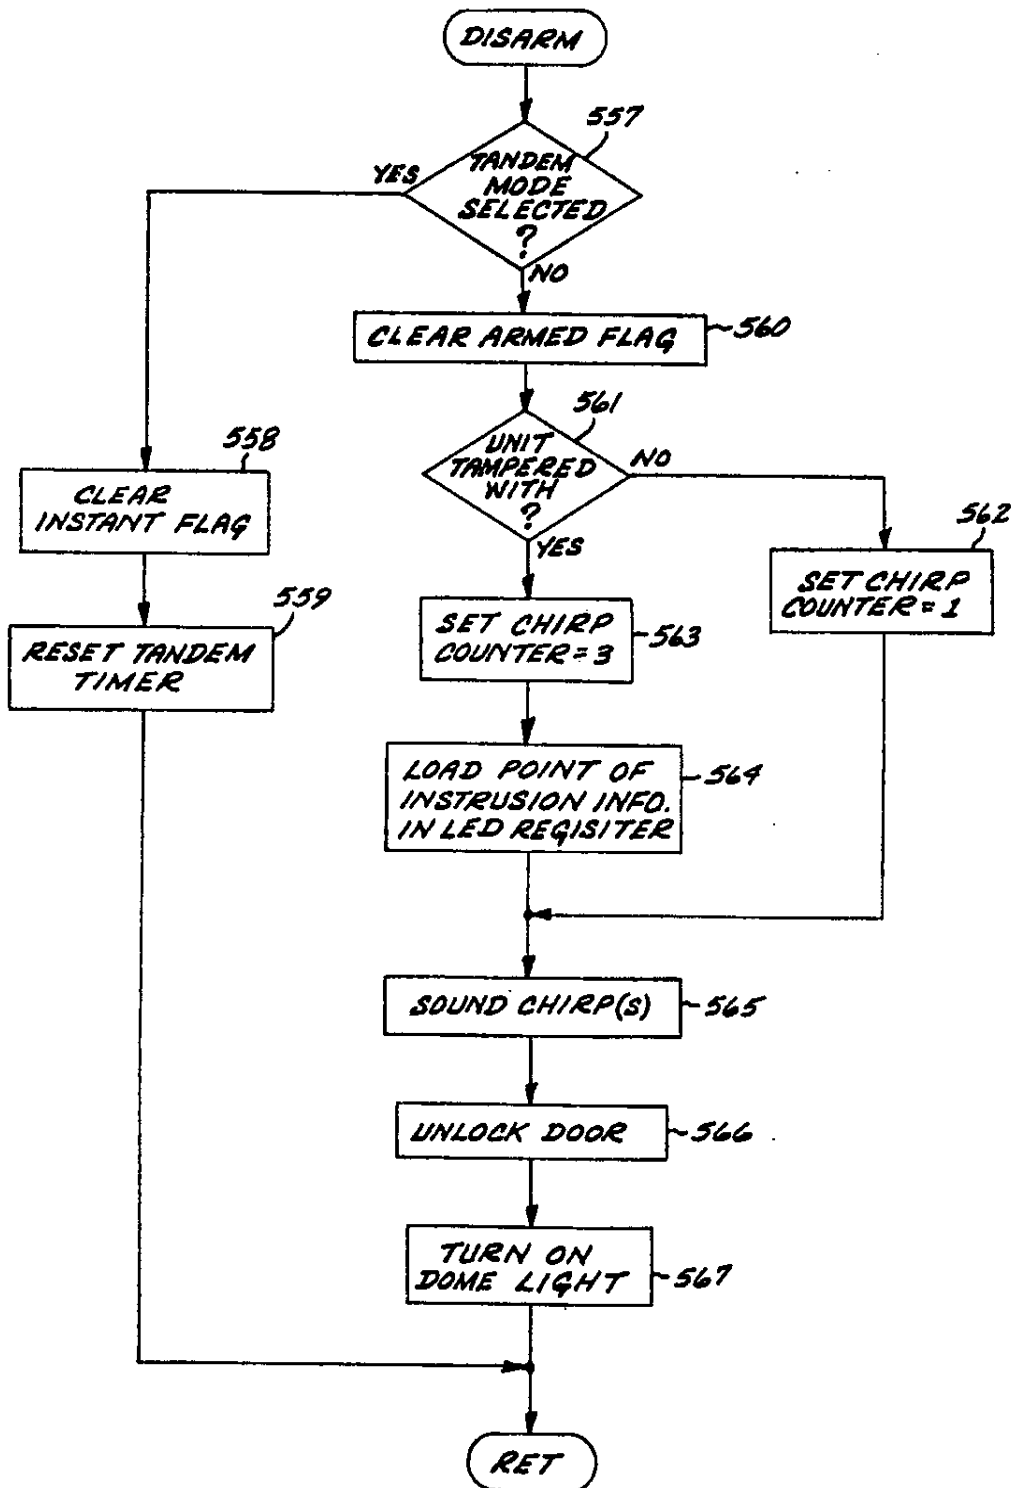 DISARM
557
YES
TANDEM
MODE
SELECTED
?
NO
CLEAR ARMED FLAG
560
561
UNIT
TAMPERED
WITH
?
NO
YES
558
CLEAR
INSTANT FLAG
562
SET CHIRP
COUNTER = 1
559
RESET TANDEM
TIMER
SET CHIRP
COUNTER = 3
563
LOAD POINT OF
INSTRUSION INFO.
IN LED REGISITER
564
SOUND CHIRP(S)
565
UNLOCK DOOR
566
TURN ON
DOME LIGHT
567
RET